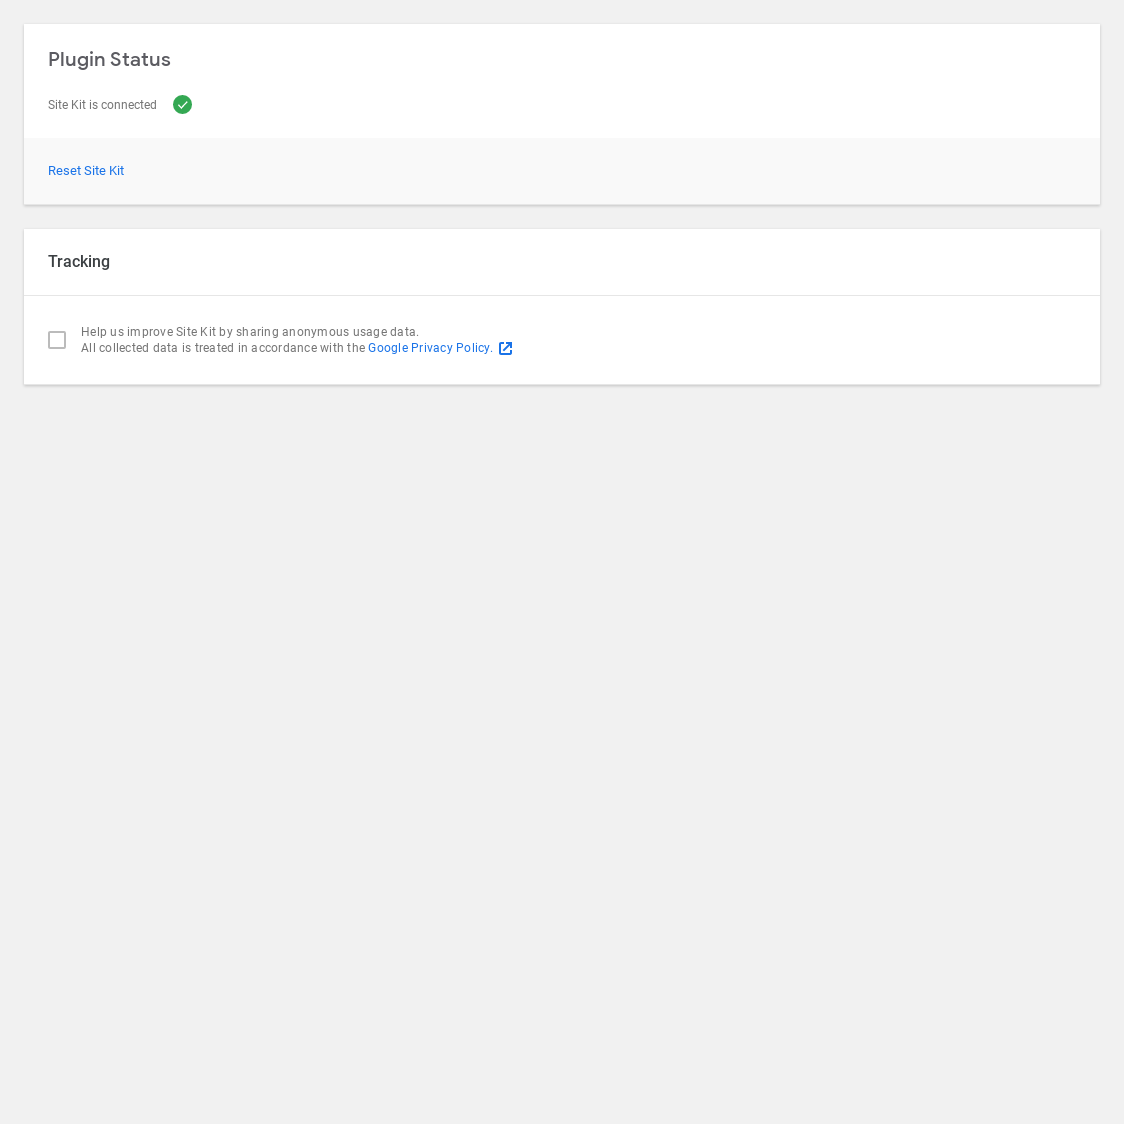 Plugin Status
Site Kit is connected
Reset Site Kit
Tracking
Help us improve Site Kit by sharing anonymous usage data.
All collected data is treated in accordance with the Google Privacy Policy.